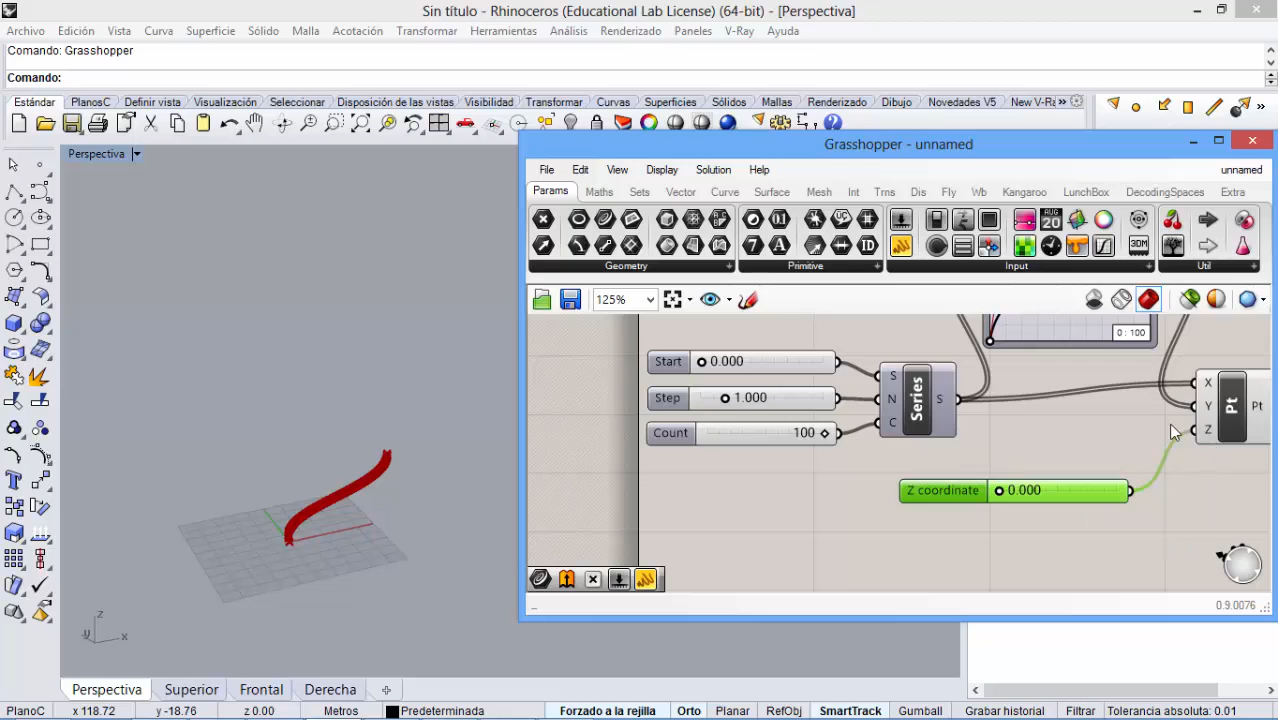 Sin título - Rhinoceros (Educational Lab License) (64-bit) - [Perspectiva]
Archivo Edición Vista Curva Superficie Sólido Malla Acotación Transformar Herramientas Análisis Renderizado Paneles V-Ray Ayuda
Comando: Grasshopper
Comando:
Estándar PlanosC Definir vista Visualización Seleccionar Disposición de las vistas Visibilidad Transformar Curvas Superficies Sólidos Mallas Renderizado Dibujo Novedades V5 New V-Ra
Perspectiva
Grasshopper - unnamed
File Edit View Display Solution Help unnamed
Params Maths Sets Vector Curve Surface Mesh Int Trns Dis Fly Wb Kangaroo LunchBox DecodingSpaces Extra
Geometry Primitive Input Util
125%
0 : 100
Start 0.000
Step 1.000
Count 100
S
N
C
Series
S
X
Y
Z
Pt
Pt
Z coordinate 0.000
0.9.0076
z
y
x
Perspectiva Superior Frontal Derecha
PlanoC x 118.72 y -18.76 z 0.00 Metros Predeterminada Forzado a la rejilla Orto Planar RefObj SmartTrack Gumball Grabar historial Filtrar Tolerancia absoluta: 0.01